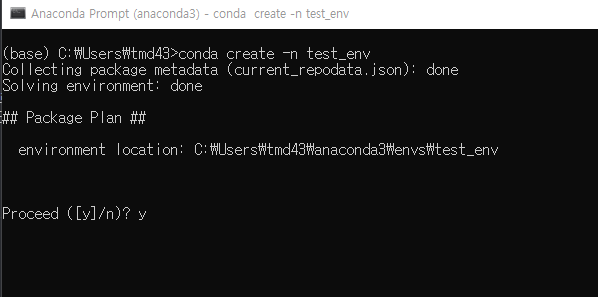 Anaconda Prompt (anaconda3) - conda  create -n test_env
(base) C:₩Users₩tmd43>conda create -n test_env
Collecting package metadata (current_repodata.json): done
Solving environment: done
## Package Plan ##
environment location: C:₩Users₩tmd43₩anaconda3₩envs₩test_env
Proceed ([y]/n)? y